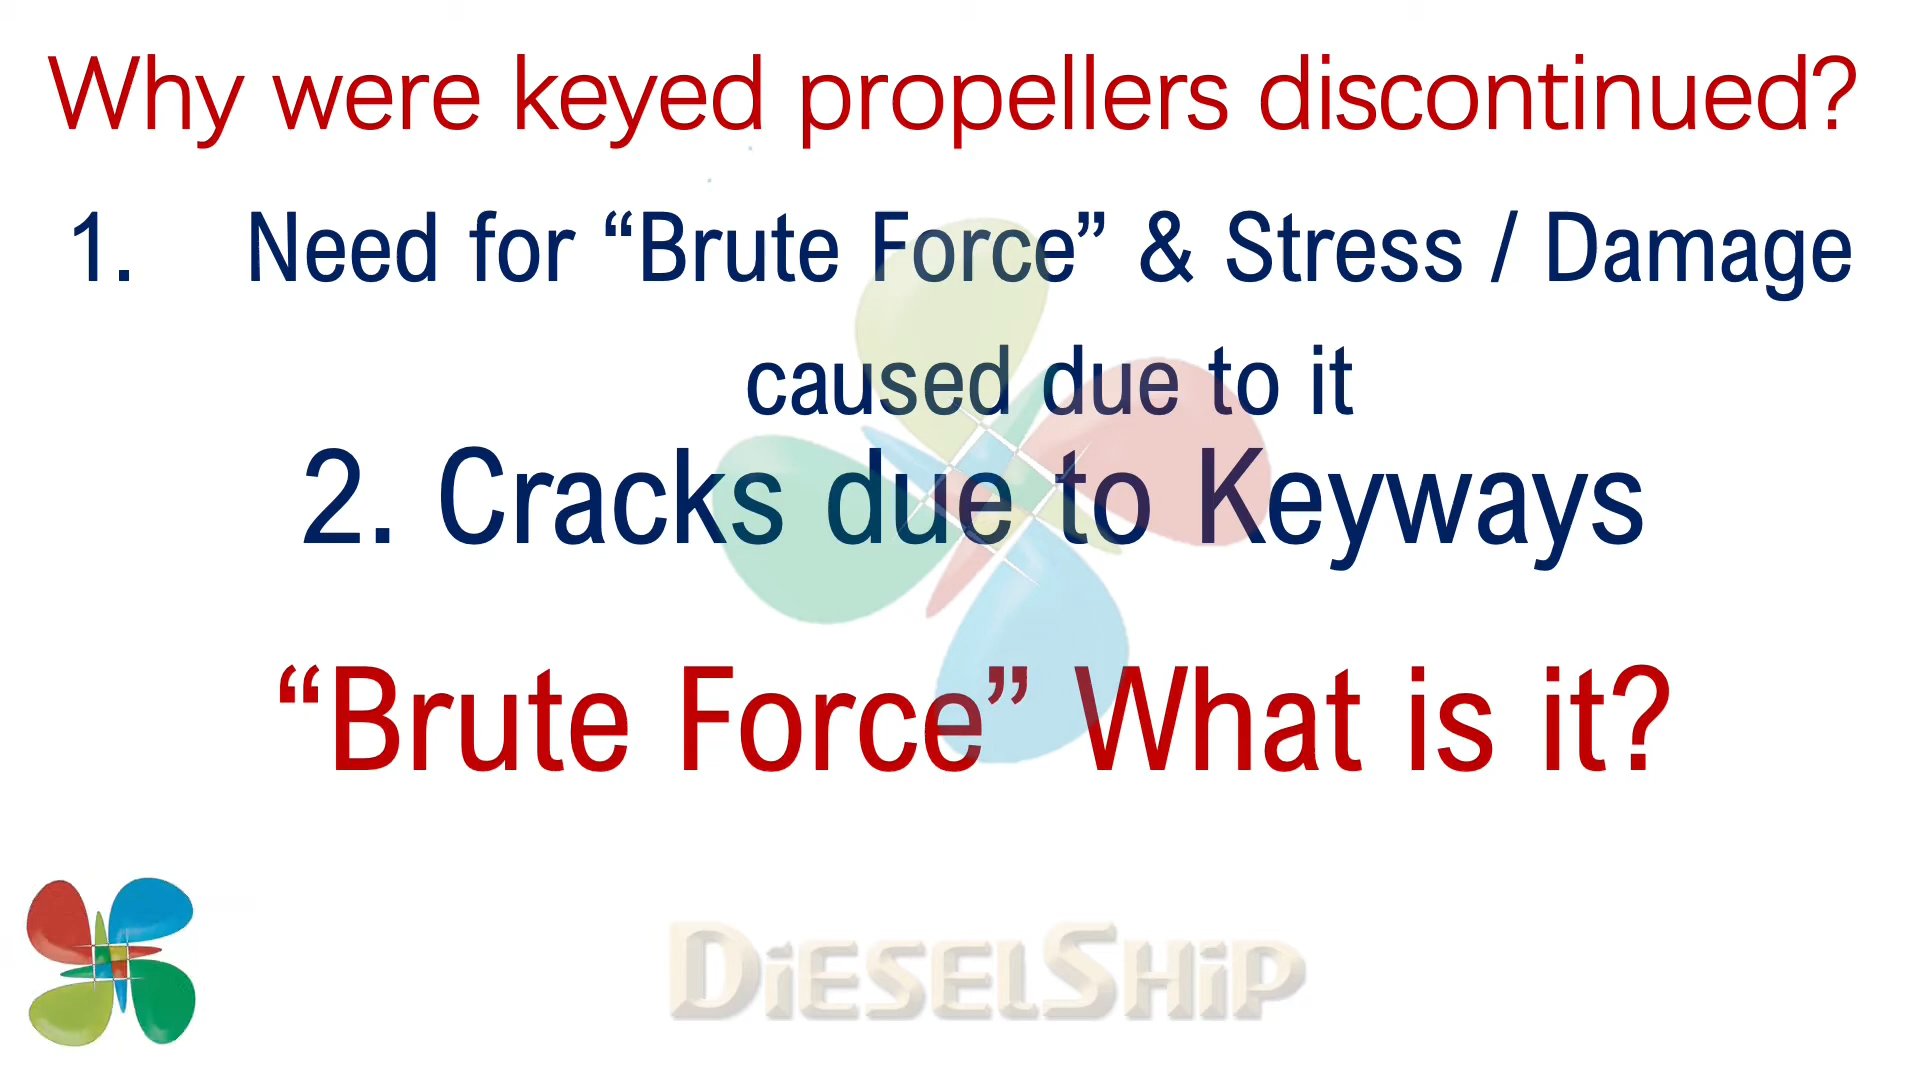 Why were keyed propellers discontinued?
1. Need for “Brute Force” & Stress / Damage
caused due to it
2. Cracks due to Keyways
“Brute Force” What is it?
DiESELSHiP